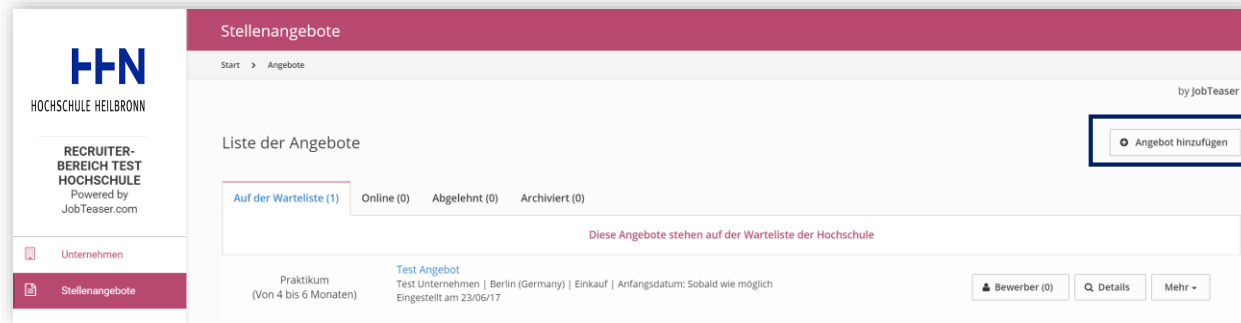 HHN
HOCHSCHULE HEILBRONN
RECRUITER-
BEREICH TEST
HOCHSCHULE
Powered by
JobTeaser.com
Unternehmen
Stellenangebote
Stellenangebote
Start > Angebote
by JobTeaser
Liste der Angebote
Angebot hinzufügen
Auf der Warteliste (1) Online (0) Abgelehnt (0) Archiviert (0)
Diese Angebote stehen auf der Warteliste der Hochschule
Praktikum
(Von 4 bis 6 Monaten)
Test Angebot
Test Unternehmen | Berlin (Germany) | Einkauf | Anfangsdatum: Sobald wie möglich
Eingestellt am 23/06/17
Bewerber (0) Details Mehr